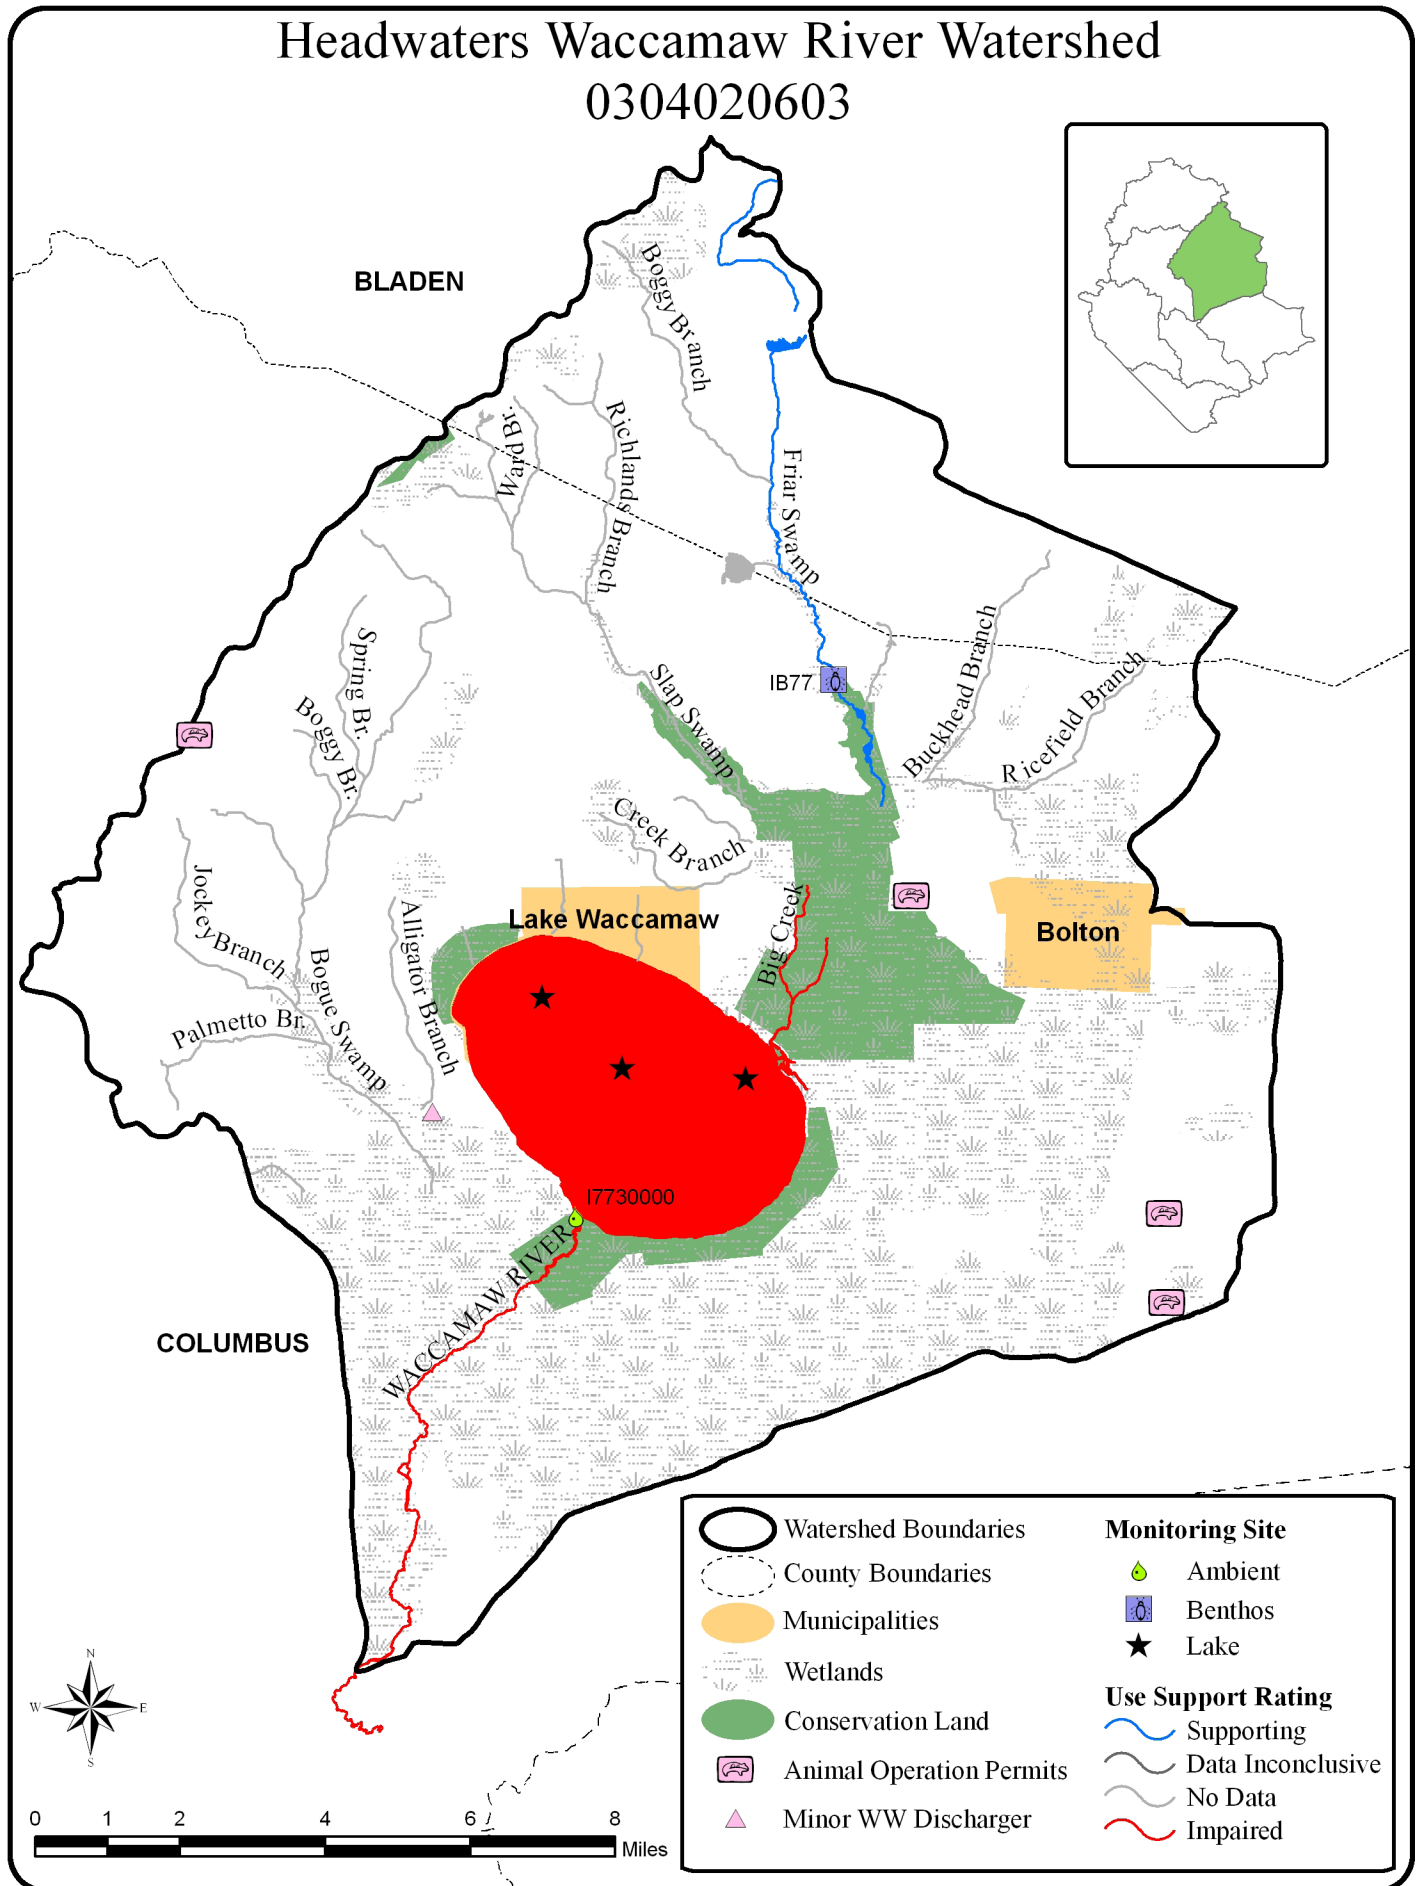 Headwaters Waccamaw River Watershed
0304020603
BLADEN
Boggy Branch
Ward Br.
Richlands Branch
Friar Swamp
Spring Br.
Boggy Br.
Slap Swamp
IB77
Buckhead Branch
Ricefield Branch
Creek Branch
Jockey Branch
Alligator Branch
Lake Waccamaw
Big Creek
Bolton
Palmetto Br.
Bogue Swamp
I7730000
WACCAMAW RIVER
COLUMBUS
Watershed Boundaries
County Boundaries
Municipalities
Wetlands
Conservation Land
Animal Operation Permits
Minor WW Discharger
Monitoring Site
Ambient
Benthos
Lake
Use Support Rating
Supporting
Data Inconclusive
No Data
Impaired
N
W E
S
0 1 2 4 6 8
Miles